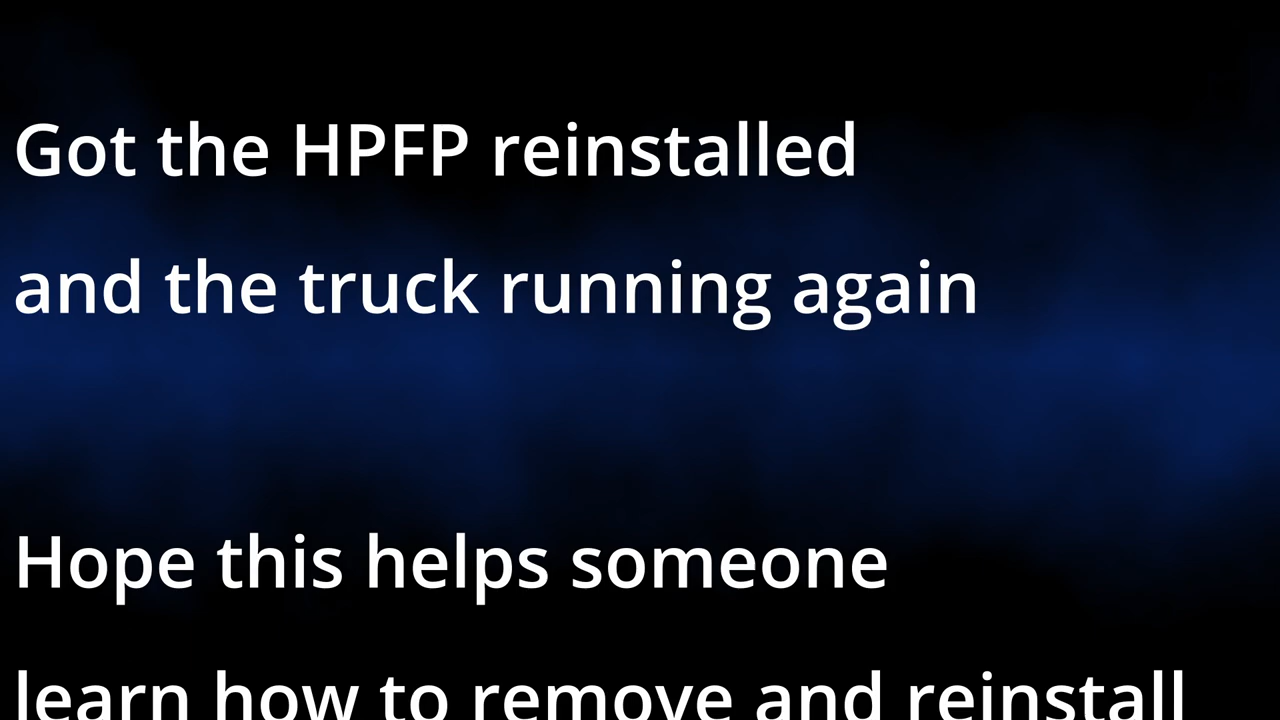 Got the HPFP reinstalled
and the truck running again
Hope this helps someone
learn how to remove and reinstall